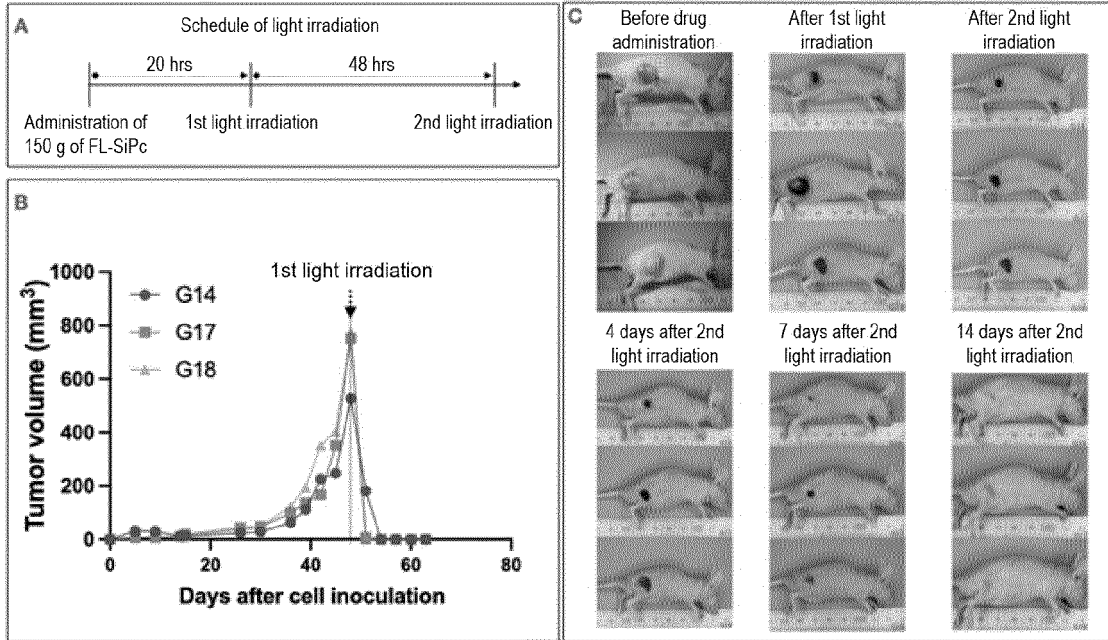 A
Schedule of light irradiation
20 hrs
48 hrs
Administration of
150 g of FL-SiPc
1st light irradiation
2nd light irradiation
B
1st light irradiation
G14
G17
G18
Tumor volume (mm³)
1000
800
600
400
200
0
0
20
40
60
80
Days after cell inoculation
C
Before drug
administration
After 1st light
irradiation
After 2nd light
irradiation
4 days after 2nd
light irradiation
7 days after 2nd
light irradiation
14 days after 2nd
light irradiation